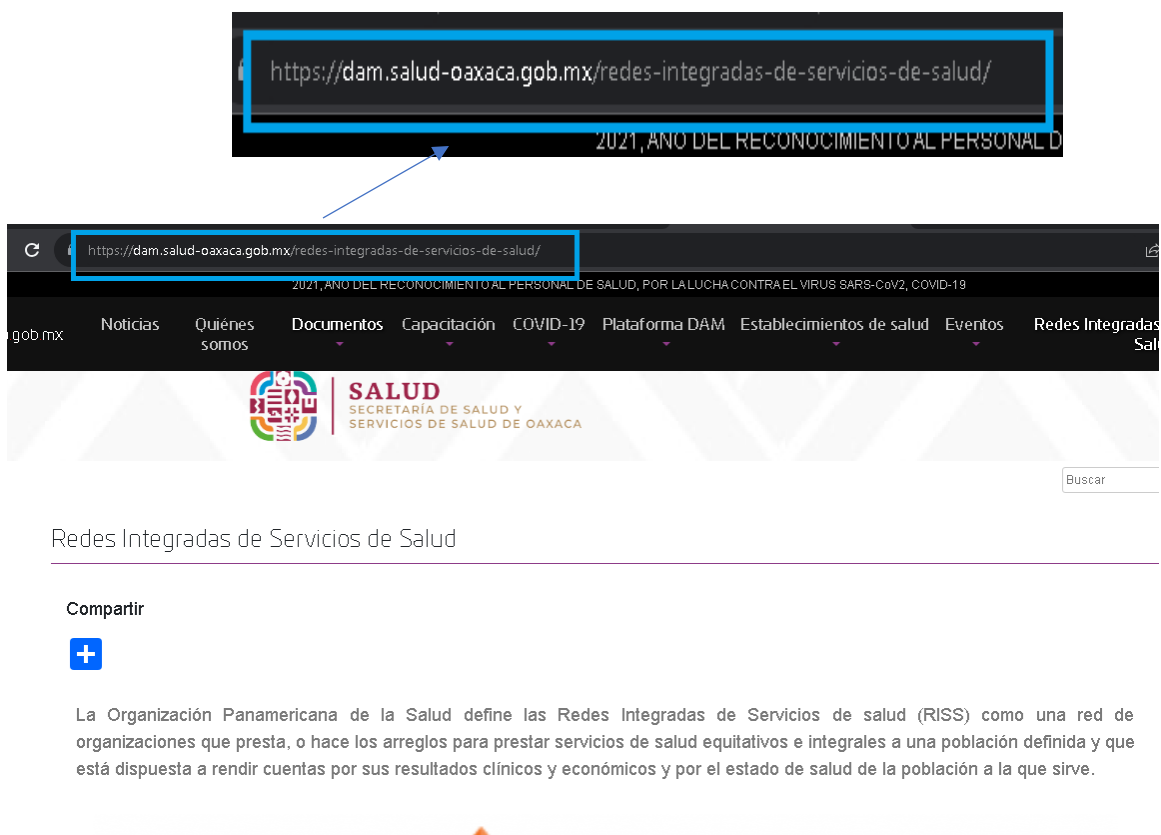 https://dam.salud-oaxaca.gob.mx/redes-integradas-de-servicios-de-salud/
2021, AÑO DEL RECONOCIMIENTO AL PERSONAL D
https://dam.salud-oaxaca.gob.mx/redes-integradas-de-servicios-de-salud/
2021, AÑO DEL RECONOCIMIENTO AL PERSONAL DE SALUD, POR LA LUCHA CONTRA EL VIRUS SARS-CoV2, COVID-19
gob mx Noticias Quiénes Documentos Capacitación COVID-19 Plataforma DAM Establecimientos de salud Eventos Redes Integradas
somos Salu
SALUD
SECRETARÍA DE SALUD Y
SERVICIOS DE SALUD DE OAXACA
Buscar
Redes Integradas de Servicios de Salud
Compartir
La Organización Panamericana de la Salud define las Redes Integradas de Servicios de salud (RISS) como una red de
organizaciones que presta, o hace los arreglos para prestar servicios de salud equitativos e integrales a una población definida y que
está dispuesta a rendir cuentas por sus resultados clínicos y económicos y por el estado de salud de la población a la que sirve.